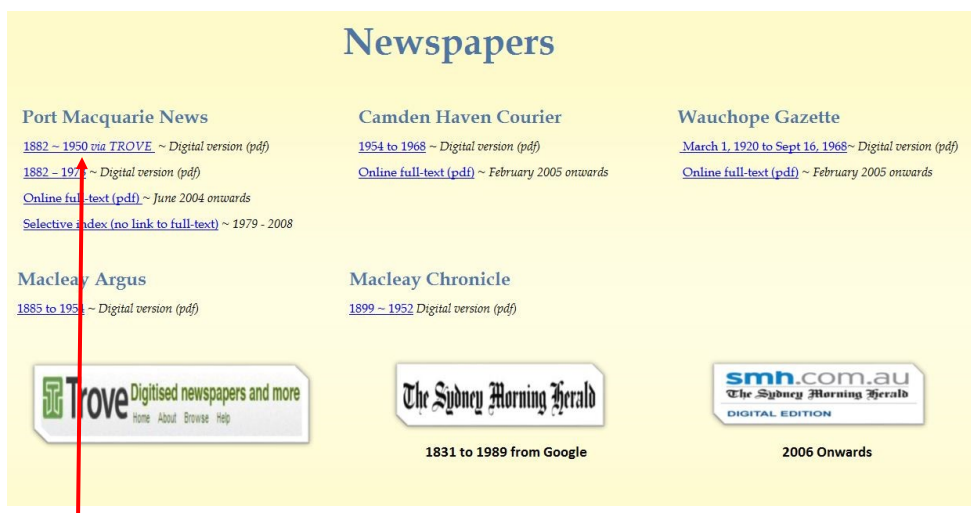 Newspapers
Port Macquarie News
1882 ~ 1950 via TROVE ~ Digital version (pdf)
1882 – 197 ~ Digital version (pdf)
Online full-text (pdf) ~ June 2004 onwards
Selective index (no link to full-text) ~ 1979 - 2008
Camden Haven Courier
1954 to 1968 ~ Digital version (pdf)
Online full-text (pdf) ~ February 2005 onwards
Wauchope Gazette
March 1, 1920 to Sept 16, 1968~ Digital version (pdf)
Online full-text (pdf) ~ February 2005 onwards
Macleay Argus
1885 to 195 ~ Digital version (pdf)
Macleay Chronicle
1899 ~ 1952 Digital version (pdf)
Trove Digitised newspapers and more
Home About Browse Help
The Sydney Morning Herald
1831 to 1989 from Google
smh.com.au
The Sydney Morning Herald
DIGITAL EDITION
2006 Onwards